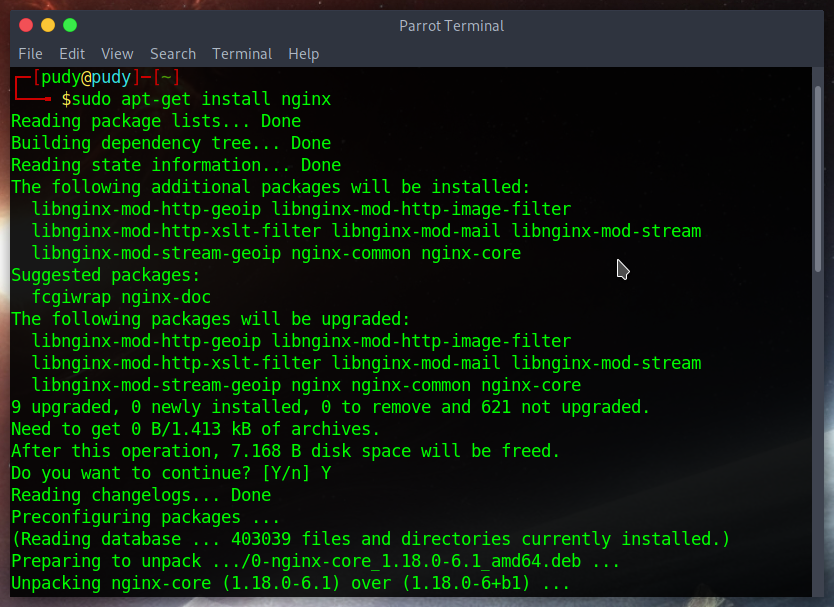 Parrot Terminal
File Edit View Search Terminal Help
┌─[pudy@pudy]─[~]
└──╼ $sudo apt-get install nginx
Reading package lists... Done
Building dependency tree... Done
Reading state information... Done
The following additional packages will be installed:
  libnginx-mod-http-geoip libnginx-mod-http-image-filter
  libnginx-mod-http-xslt-filter libnginx-mod-mail libnginx-mod-stream
  libnginx-mod-stream-geoip nginx-common nginx-core
Suggested packages:
  fcgiwrap nginx-doc
The following packages will be upgraded:
  libnginx-mod-http-geoip libnginx-mod-http-image-filter
  libnginx-mod-http-xslt-filter libnginx-mod-mail libnginx-mod-stream
  libnginx-mod-stream-geoip nginx nginx-common nginx-core
9 upgraded, 0 newly installed, 0 to remove and 621 not upgraded.
Need to get 0 B/1.413 kB of archives.
After this operation, 7.168 B disk space will be freed.
Do you want to continue? [Y/n] Y
Reading changelogs... Done
Preconfiguring packages ...
(Reading database ... 403039 files and directories currently installed.)
Preparing to unpack .../0-nginx-core_1.18.0-6.1_amd64.deb ...
Unpacking nginx-core (1.18.0-6.1) over (1.18.0-6+b1) ...